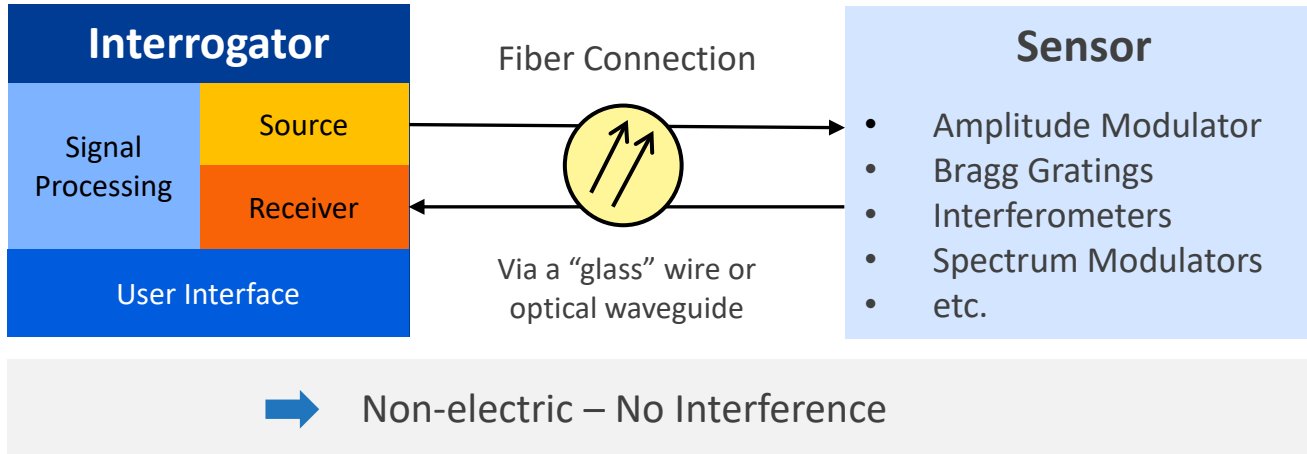 Interrogator
Signal
Processing
Source
Receiver
User Interface
Fiber Connection
Via a “glass” wire or
optical waveguide
Sensor
• Amplitude Modulator
• Bragg Gratings
• Interferometers
• Spectrum Modulators
• etc.
Non-electric – No Interference